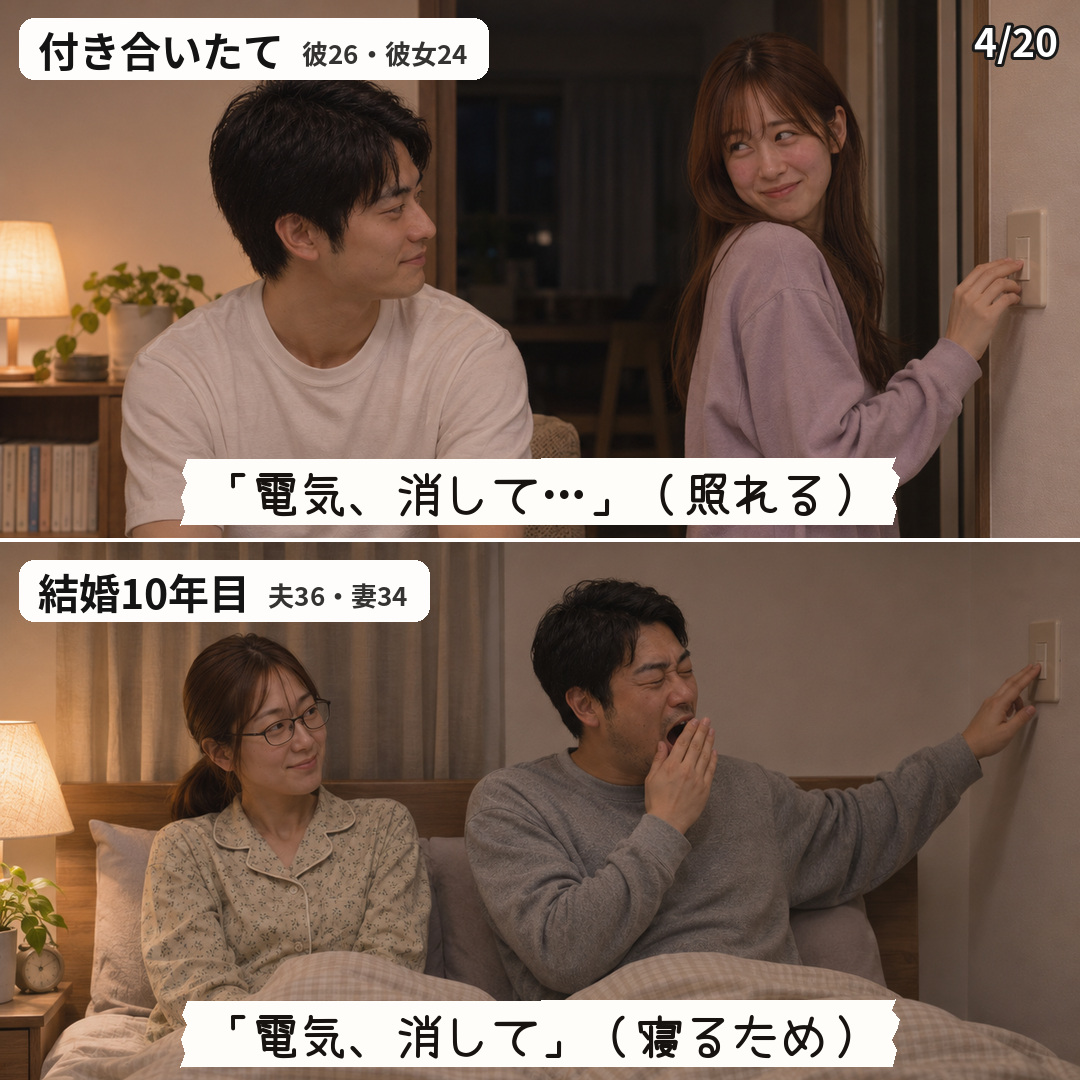 付き合いたて 彼26・彼女24
4/20
「電気、消して…」（照れる）
結婚10年目 夫36・妻34
「電気、消して」（寝るため）